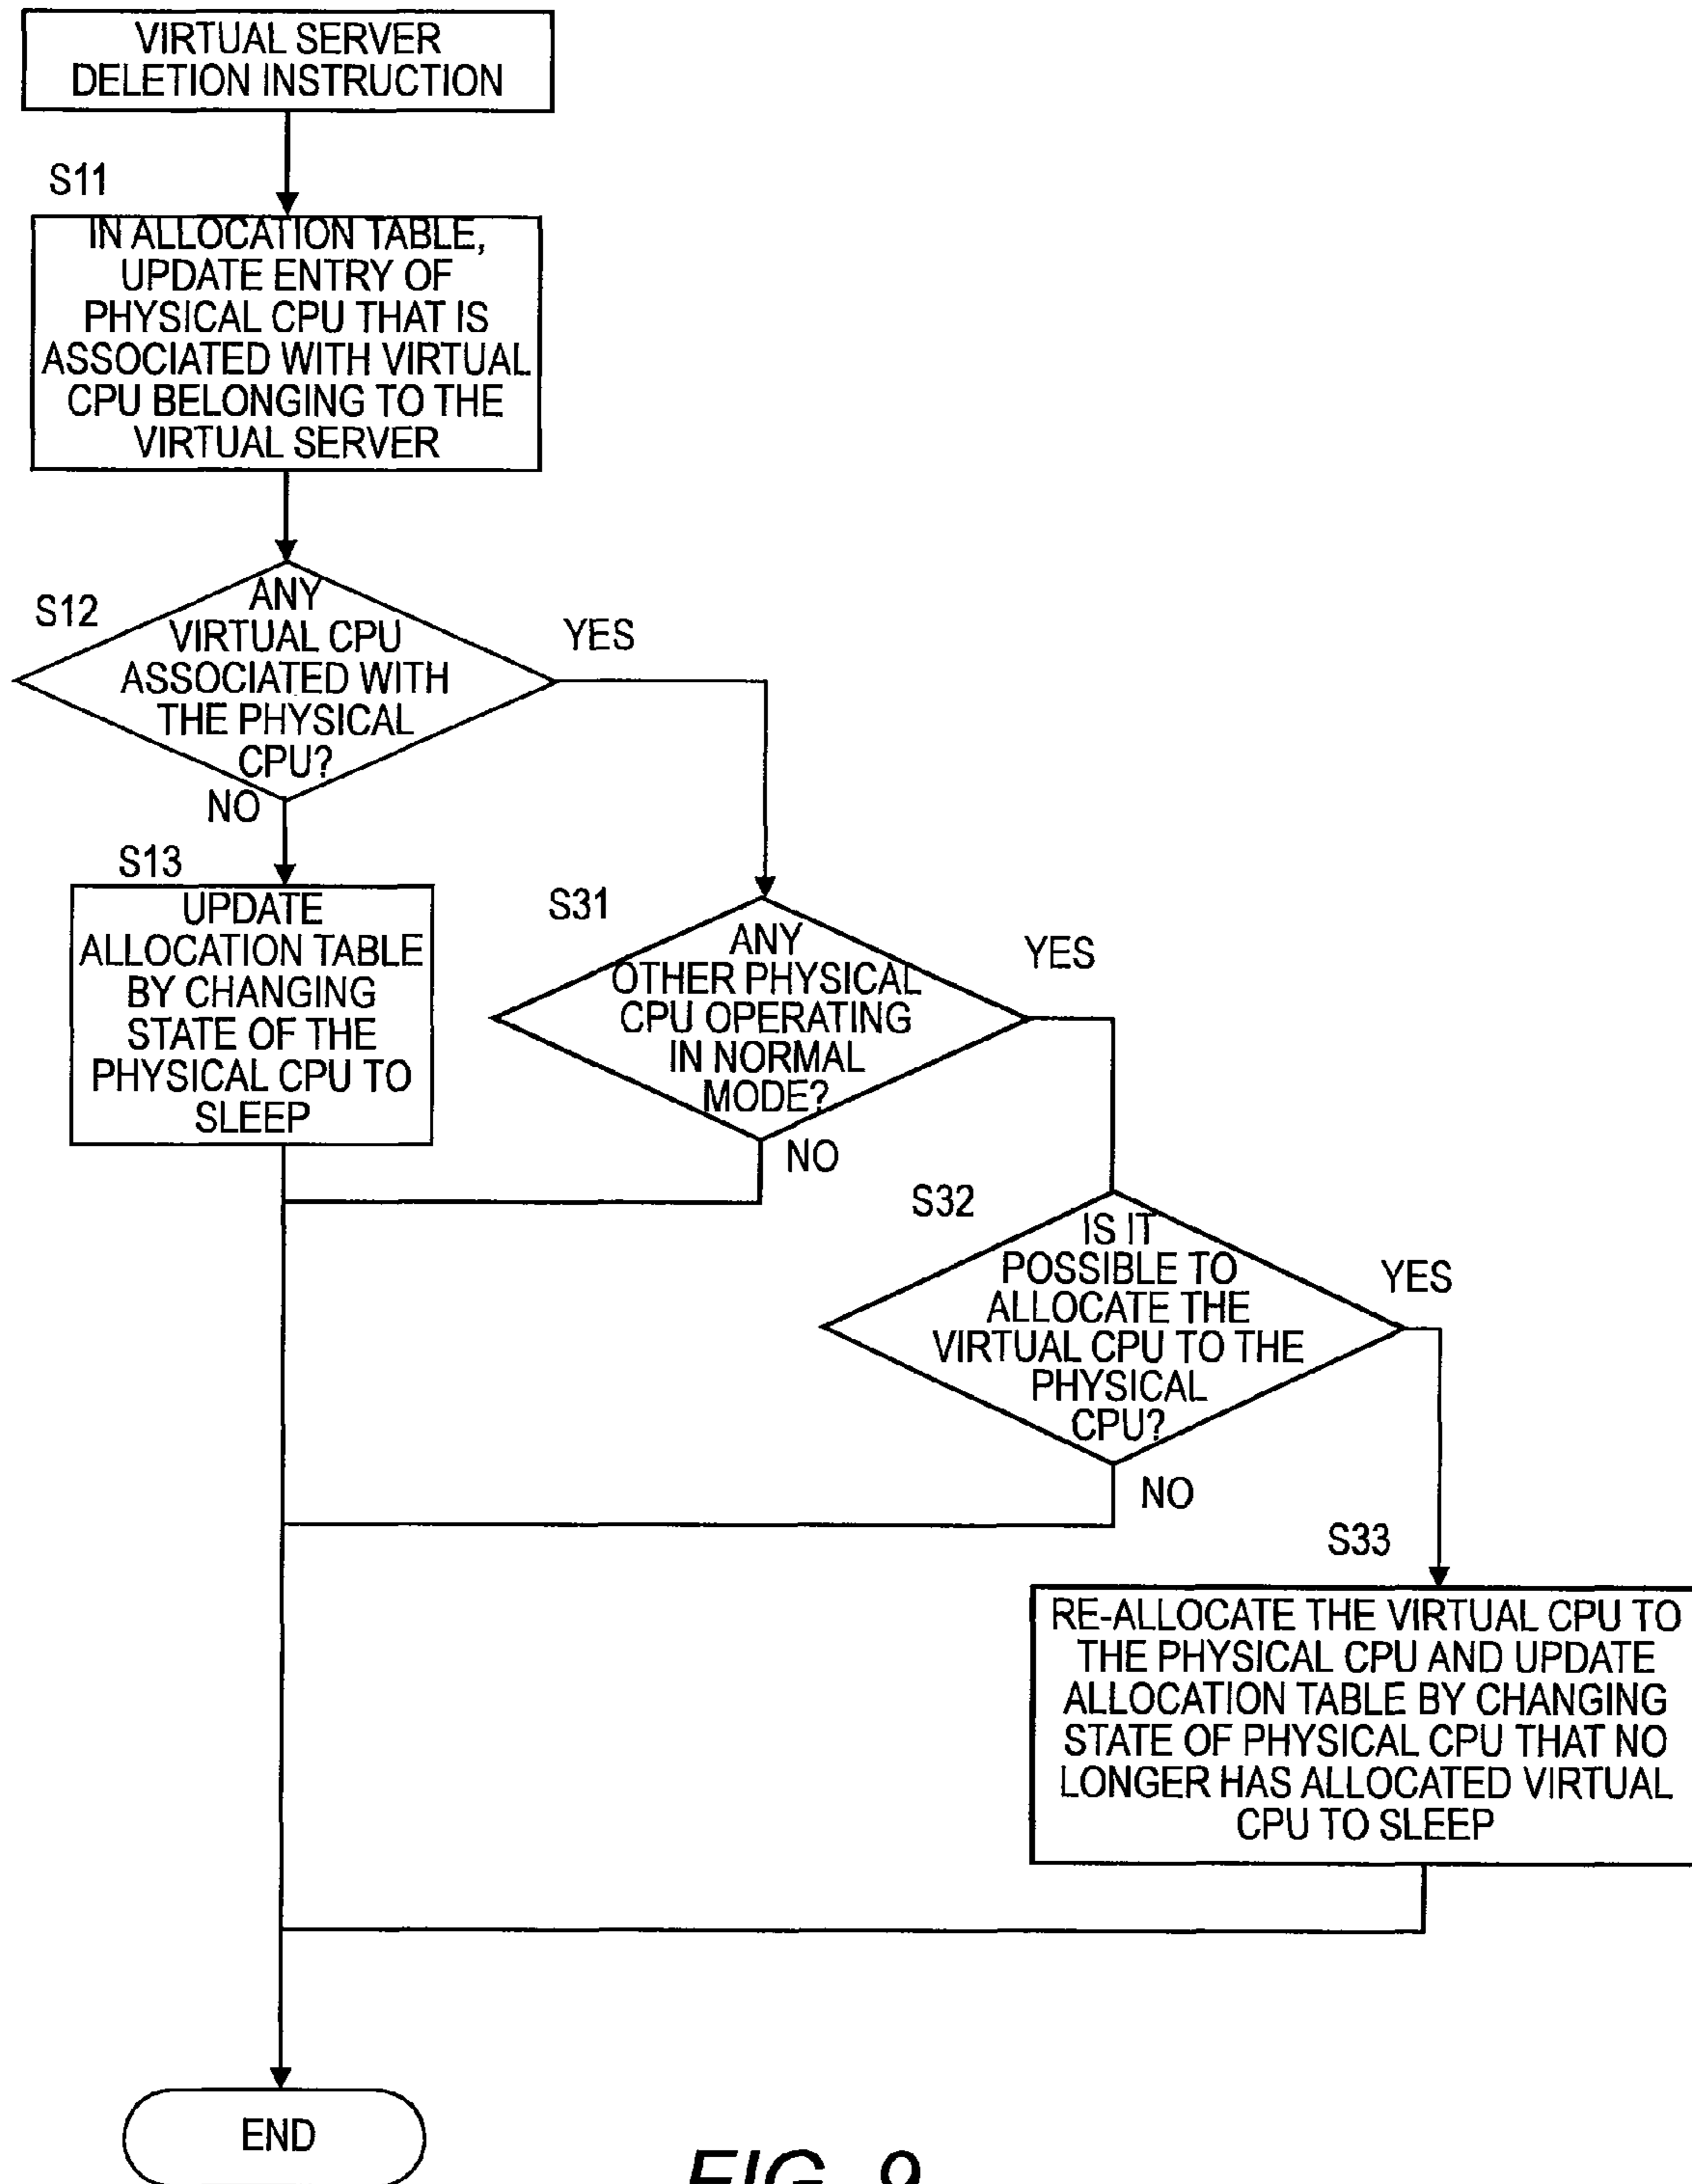 VIRTUAL SERVER
DELETION INSTRUCTION
S11
IN ALLOCATION TABLE,
UPDATE ENTRY OF
PHYSICAL CPU THAT IS
ASSOCIATED WITH VIRTUAL
CPU BELONGING TO THE
VIRTUAL SERVER
S12
ANY
VIRTUAL CPU
ASSOCIATED WITH
THE PHYSICAL
CPU?
YES
NO
S13
UPDATE
ALLOCATION TABLE
BY CHANGING
STATE OF THE
PHYSICAL CPU TO
SLEEP
S31
ANY
OTHER PHYSICAL
CPU OPERATING
IN NORMAL
MODE?
YES
NO
S32
IS IT
POSSIBLE TO
ALLOCATE THE
VIRTUAL CPU TO THE
PHYSICAL
CPU?
YES
NO
S33
RE-ALLOCATE THE VIRTUAL CPU TO
THE PHYSICAL CPU AND UPDATE
ALLOCATION TABLE BY CHANGING
STATE OF PHYSICAL CPU THAT NO
LONGER HAS ALLOCATED VIRTUAL
CPU TO SLEEP
END
FIG. 9